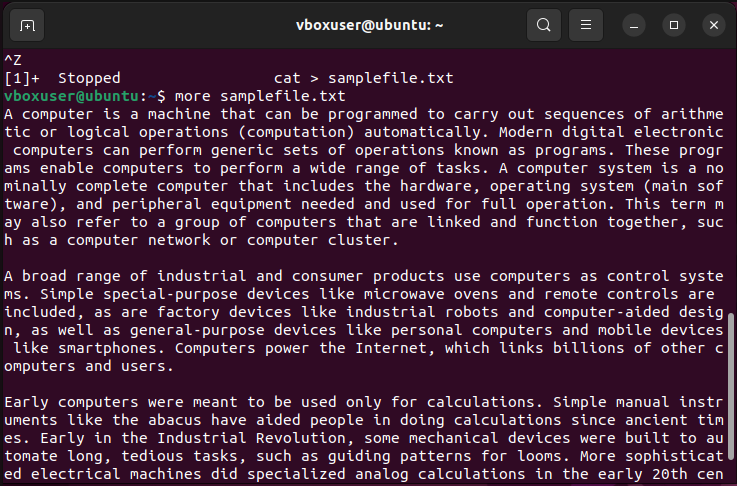 vboxuser@ubuntu: ~
^Z
[1]+  Stopped                 cat > samplefile.txt
vboxuser@ubuntu:~$ more samplefile.txt
A computer is a machine that can be programmed to carry out sequences of arithme
tic or logical operations (computation) automatically. Modern digital electronic
 computers can perform generic sets of operations known as programs. These progr
ams enable computers to perform a wide range of tasks. A computer system is a no
minally complete computer that includes the hardware, operating system (main sof
tware), and peripheral equipment needed and used for full operation. This term m
ay also refer to a group of computers that are linked and function together, suc
h as a computer network or computer cluster.

A broad range of industrial and consumer products use computers as control syste
ms. Simple special-purpose devices like microwave ovens and remote controls are
included, as are factory devices like industrial robots and computer-aided desig
n, as well as general-purpose devices like personal computers and mobile devices
 like smartphones. Computers power the Internet, which links billions of other c
omputers and users.

Early computers were meant to be used only for calculations. Simple manual instr
uments like the abacus have aided people in doing calculations since ancient tim
es. Early in the Industrial Revolution, some mechanical devices were built to au
tomate long, tedious tasks, such as guiding patterns for looms. More sophisticat
ed electrical machines did specialized analog calculations in the early 20th cen